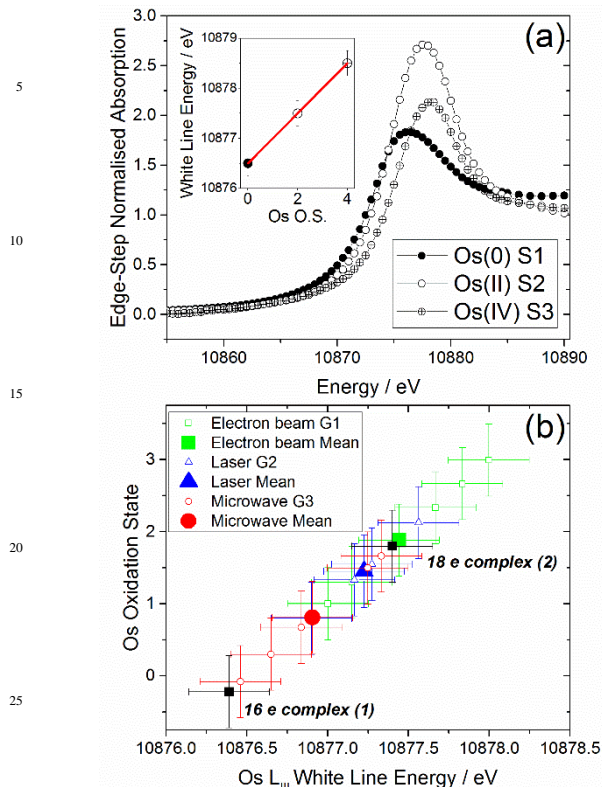 5
10
15
20
25
(a)
3.0
2.5
2.0
1.5
1.0
0.5
0.0
Edge-Step Normalised Absorption
10879
10878
10877
10876
White Line Energy / eV
0 2 4
Os O.S.
Os(0) S1
Os(II) S2
Os(IV) S3
10860 10870 10880 10890
Energy / eV
(b)
Electron beam G1
Electron beam Mean
Laser G2
Laser Mean
Microwave G3
Microwave Mean
3
2
1
0
Os Oxidation State
18 e complex (2)
16 e complex (1)
10876.0 10876.5 10877.0 10877.5 10878.0 10878.5
Os L_III White Line Energy / eV